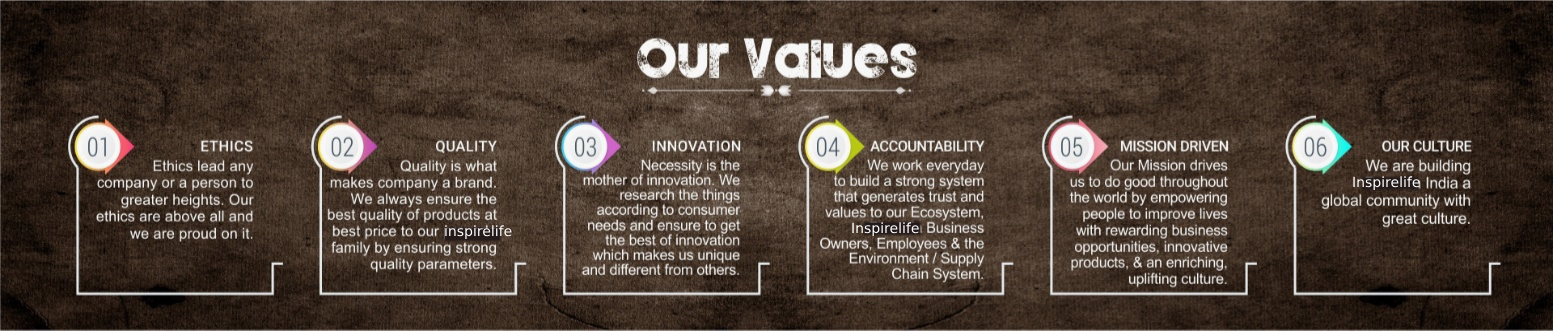 Our Values
01
ETHICS
Ethics lead any
company or a person to
greater heights. Our
ethics are above all and
we are proud on it.
02
QUALITY
Quality is what
makes company a brand.
We always ensure the
best quality of products at
best price to our inspirelife
family by ensuring strong
quality parameters.
03
INNOVATION
Necessity is the
mother of innovation. We
research the things
according to consumer
needs and ensure to get
the best of innovation
which makes us unique
and different from others.
04
ACCOUNTABILITY
We work everyday
to build a strong system
that generates trust and
values to our Ecosystem,
Inspirelife Business
Owners, Employees & the
Environment / Supply
Chain System.
05
MISSION DRIVEN
Our Mission drives
us to do good throughout
the world by empowering
people to improve lives
with rewarding business
opportunities, innovative
products, & an enriching,
uplifting culture.
06
OUR CULTURE
We are building
Inspirelife India a
global community with
great culture.